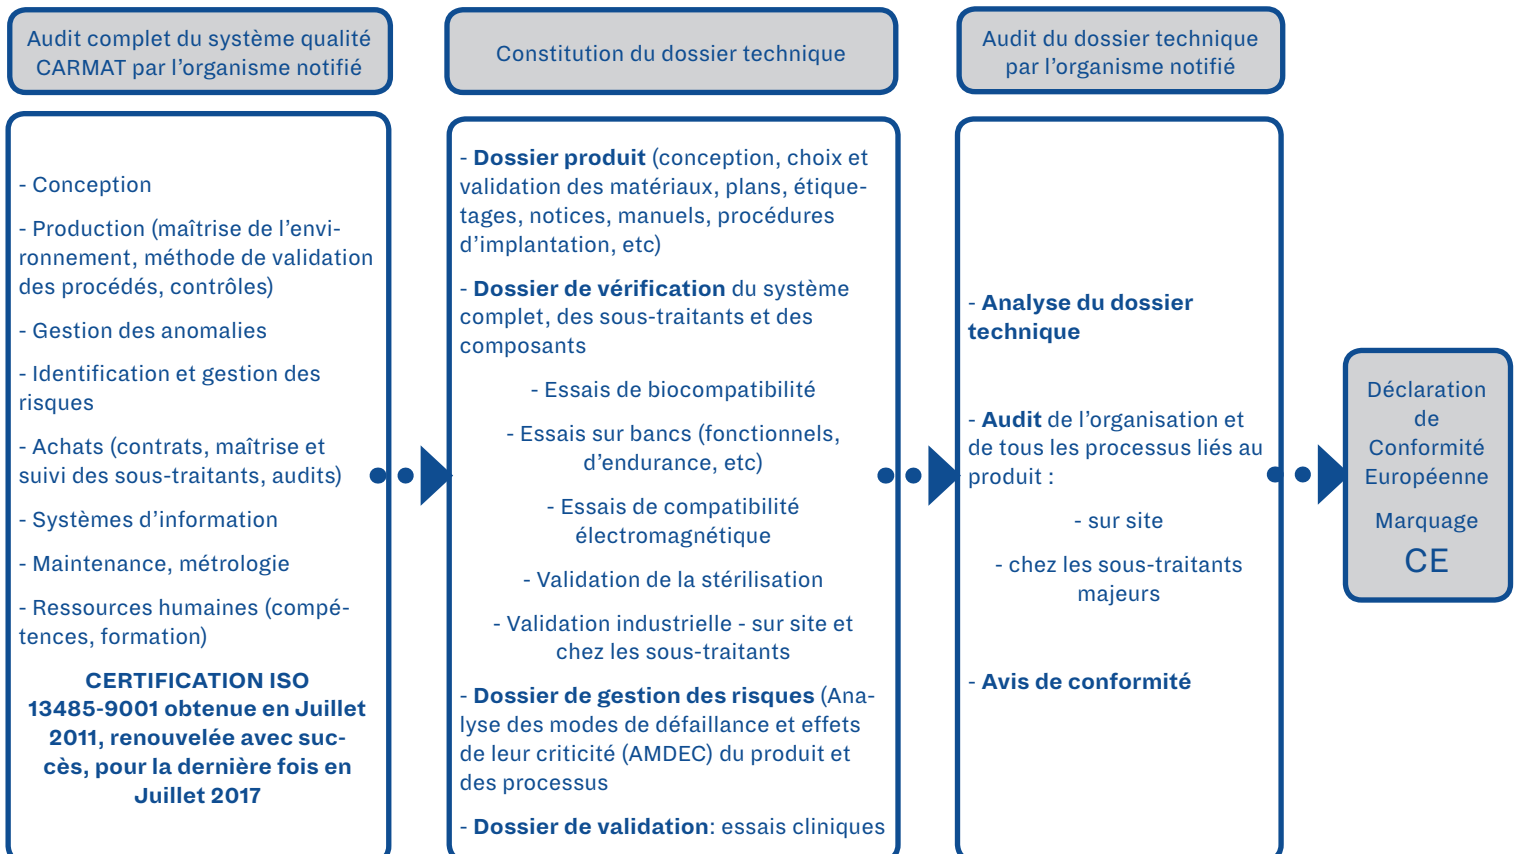 Audit complet du système qualité
CARMAT par l'organisme notifié
- Conception
- Production (maîtrise de l'envi-
ronnement, méthode de validation
des procédés, contrôles)
- Gestion des anomalies
- Identification et gestion des
risques
- Achats (contrats, maîtrise et
suivi des sous-traitants, audits)
- Systèmes d'information
- Maintenance, métrologie
- Ressources humaines (compé-
tences, formation)
CERTIFICATION ISO
13485-9001 obtenue en Juillet
2011, renouvelée avec suc-
cès, pour la dernière fois en
Juillet 2017
Constitution du dossier technique
- Dossier produit (conception, choix et
validation des matériaux, plans, étique-
tages, notices, manuels, procédures
d'implantation, etc)
- Dossier de vérification du système
complet, des sous-traitants et des
composants
- Essais de biocompatibilité
- Essais sur bancs (fonctionnels,
d'endurance, etc)
- Essais de compatibilité
électromagnétique
- Validation de la stérilisation
- Validation industrielle - sur site et
chez les sous-traitants
- Dossier de gestion des risques (Ana-
lyse des modes de défaillance et effets
de leur criticité (AMDEC) du produit et
des processus
- Dossier de validation: essais cliniques
Audit du dossier technique
par l'organisme notifié
- Analyse du dossier
technique
- Audit de l'organisation et
de tous les processus liés au
produit :
- sur site
- chez les sous-traitants
majeurs
- Avis de conformité
Déclaration
de
Conformité
Européenne
Marquage
CE